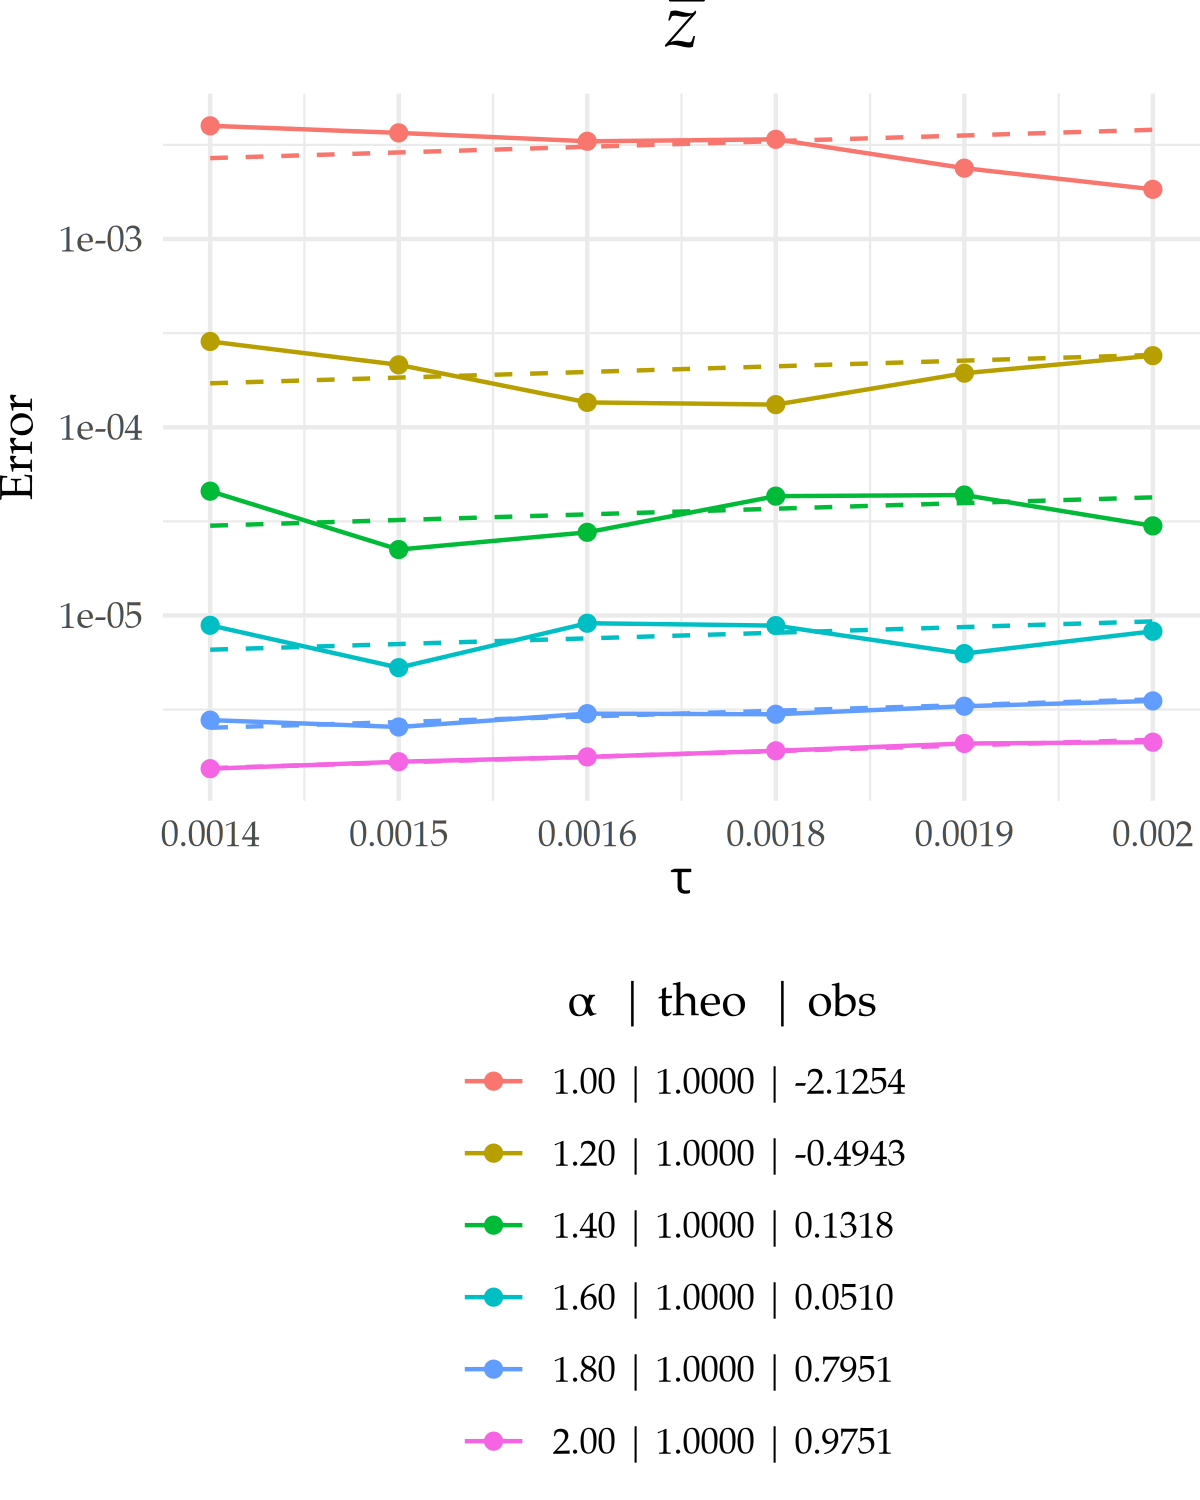 z̅
Error
1e-03
1e-04
1e-05
0.0014 0.0015 0.0016 0.0018 0.0019 0.002
τ
α | theo | obs
1.00 | 1.0000 | -2.1254
1.20 | 1.0000 | -0.4943
1.40 | 1.0000 | 0.1318
1.60 | 1.0000 | 0.0510
1.80 | 1.0000 | 0.7951
2.00 | 1.0000 | 0.9751